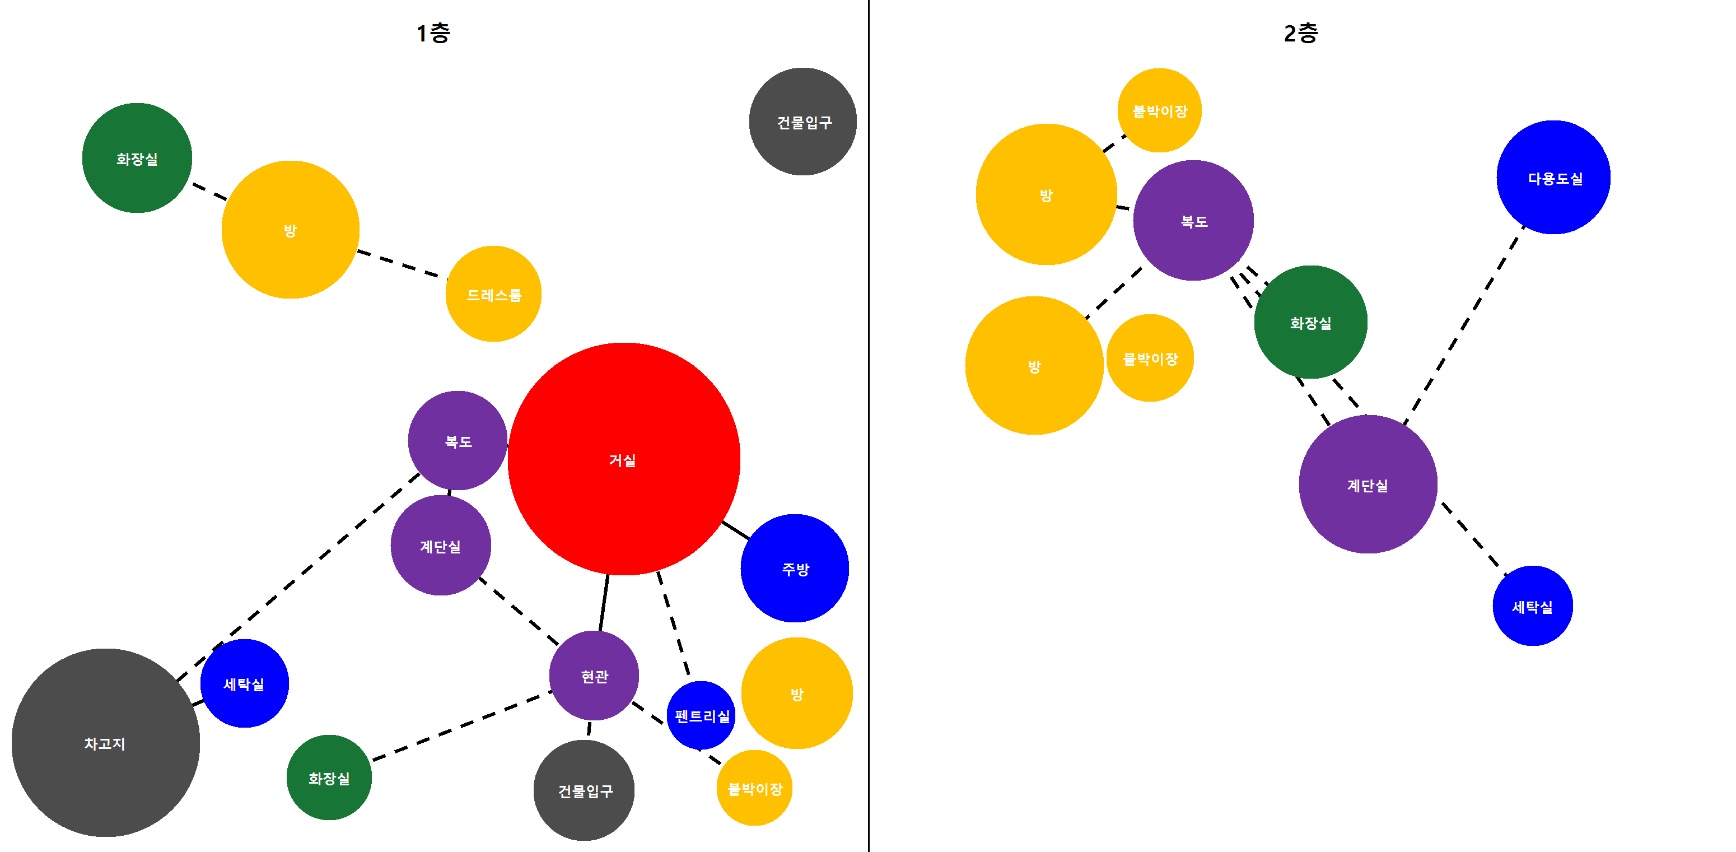 1층
건물입구
화장실
방
드레스룸
복도
거실
계단실
주방
현관
세탁실
방
펜트리실
차고지
화장실
건물입구
붙박이장
2층
붙박이장
방
복도
다용도실
화장실
방
붙박이장
계단실
세탁실